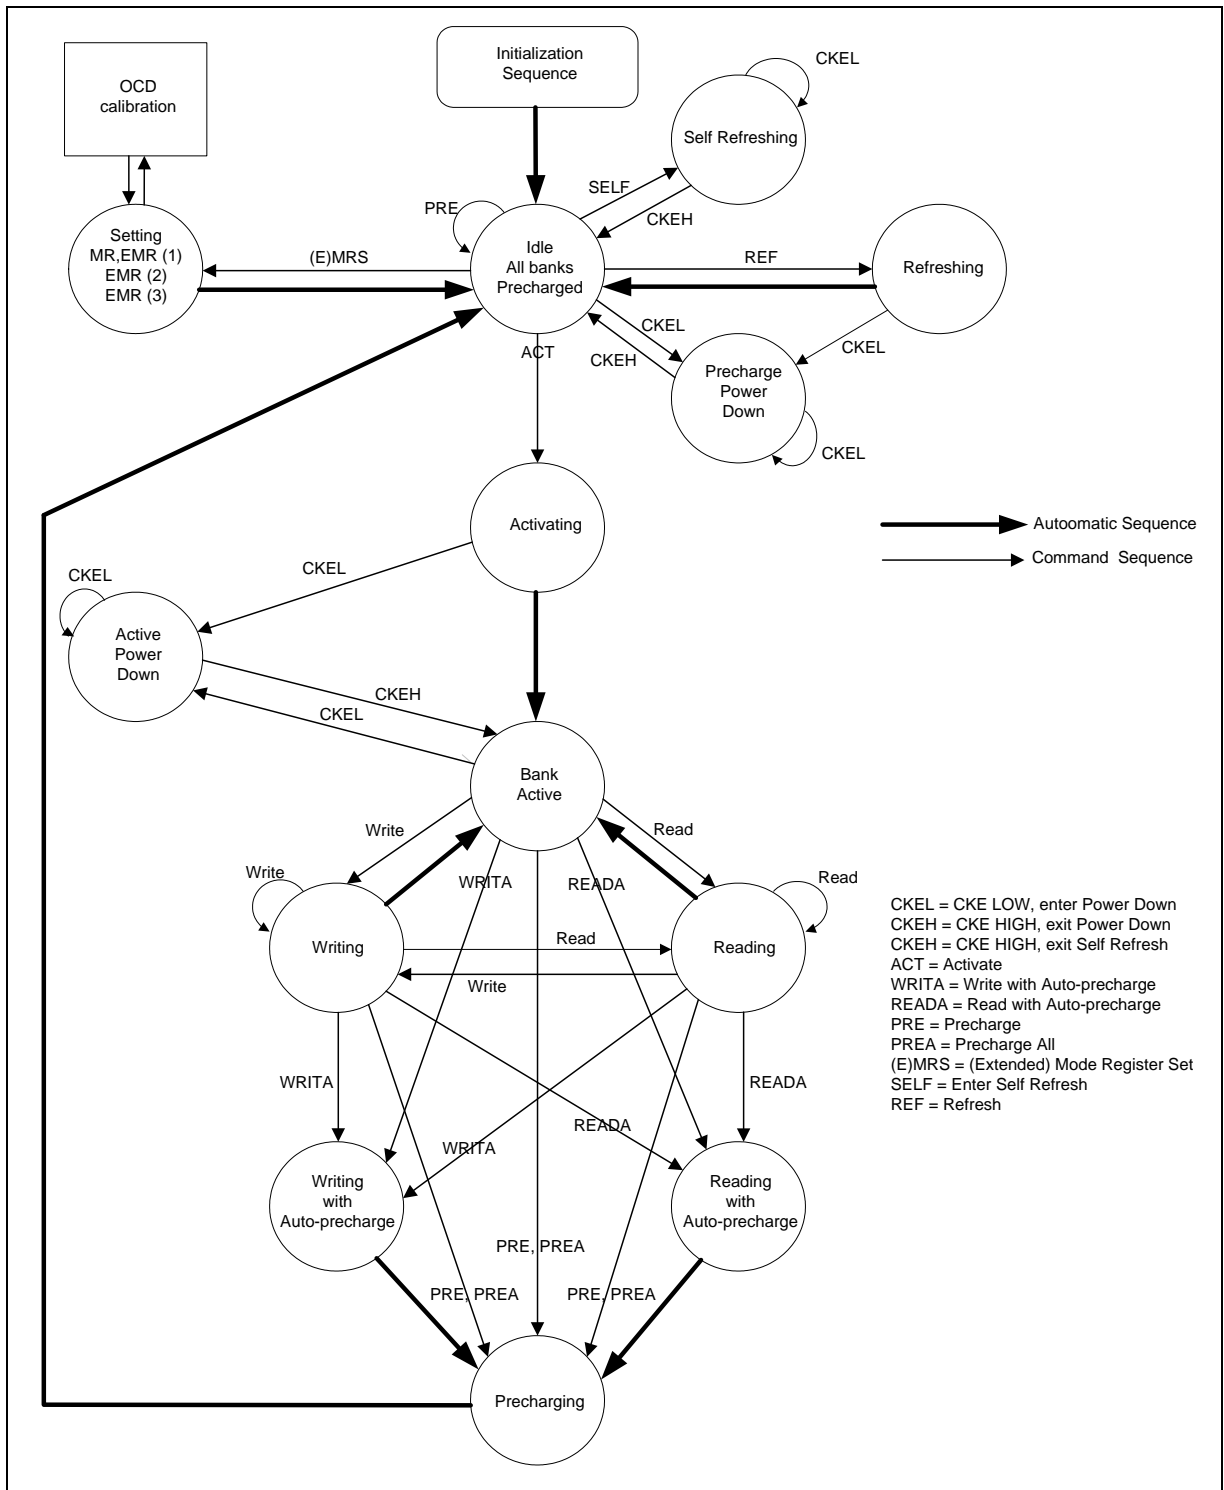 OCD
calibration
Initialization
Sequence
CKEL
Self Refreshing
SELF
CKEH
PRE
Idle
All banks
Precharged
Setting
MR,EMR (1)
EMR (2)
EMR (3)
(E)MRS
REF
Refreshing
CKEL
CKEH
ACT
CKEL
Precharge
Power
Down
CKEL
Activating
Autoomatic Sequence
Command Sequence
CKEL
CKEL
Active
Power
Down
CKEH
CKEL
Bank
Active
Write
Read
Write
WRITA
READA
Read
Writing
Read
Reading
Write
CKEL = CKE LOW, enter Power Down
CKEH = CKE HIGH, exit Power Down
CKEH = CKE HIGH, exit Self Refresh
ACT = Activate
WRITA = Write with Auto-precharge
READA = Read with Auto-precharge
PRE = Precharge
PREA = Precharge All
(E)MRS = (Extended) Mode Register Set
SELF = Enter Self Refresh
REF = Refresh
WRITA
READA
READA
WRITA
Writing
with
Auto-precharge
Reading
with
Auto-precharge
PRE, PREA
PRE, PREA
PRE, PREA
Precharging